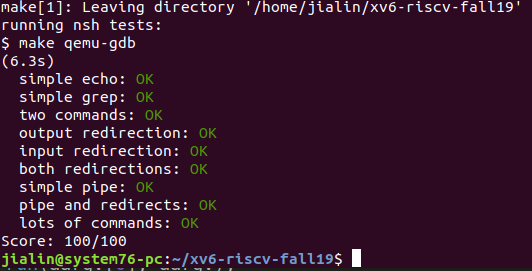 make[1]: Leaving directory '/home/jialin/xv6-riscv-fall19'
running nsh tests:
$ make qemu-gdb
(6.3s)
  simple echo: OK
  simple grep: OK
  two commands: OK
  output redirection: OK
  input redirection: OK
  both redirections: OK
  simple pipe: OK
  pipe and redirects: OK
  lots of commands: OK
Score: 100/100
jialin@system76-pc:~/xv6-riscv-fall19$